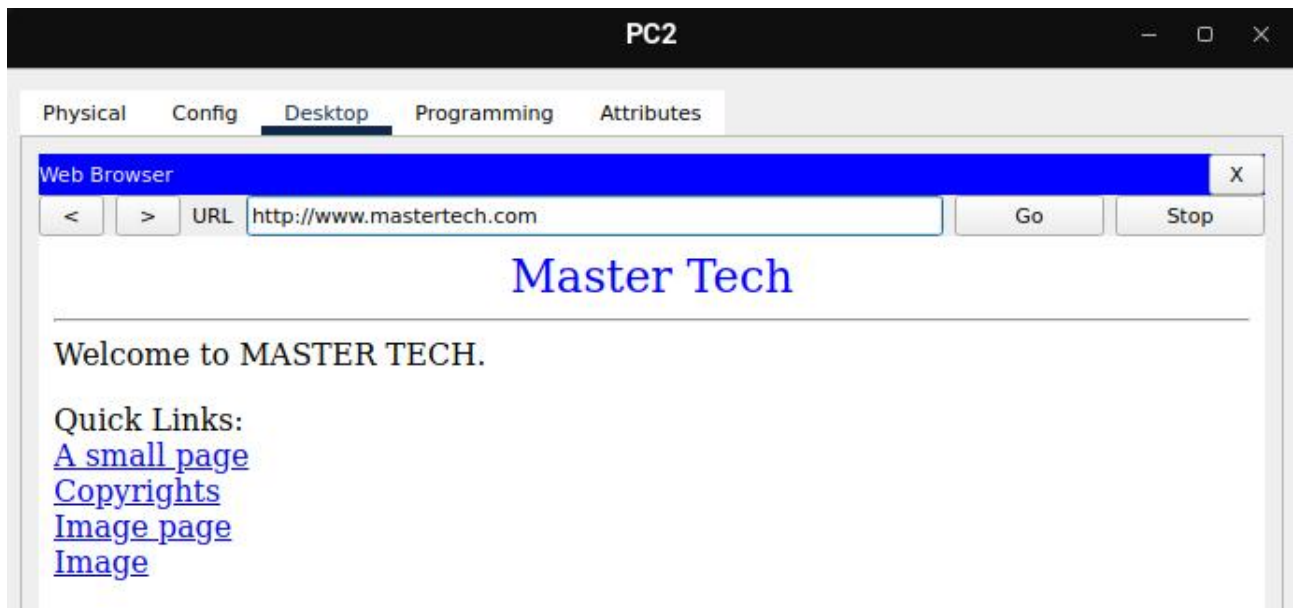 PC2
Physical Config Desktop Programming Attributes
Web Browser X
< > URL http://www.mastertech.com Go Stop
Master Tech
Welcome to MASTER TECH.
Quick Links:
A small page
Copyrights
Image page
Image